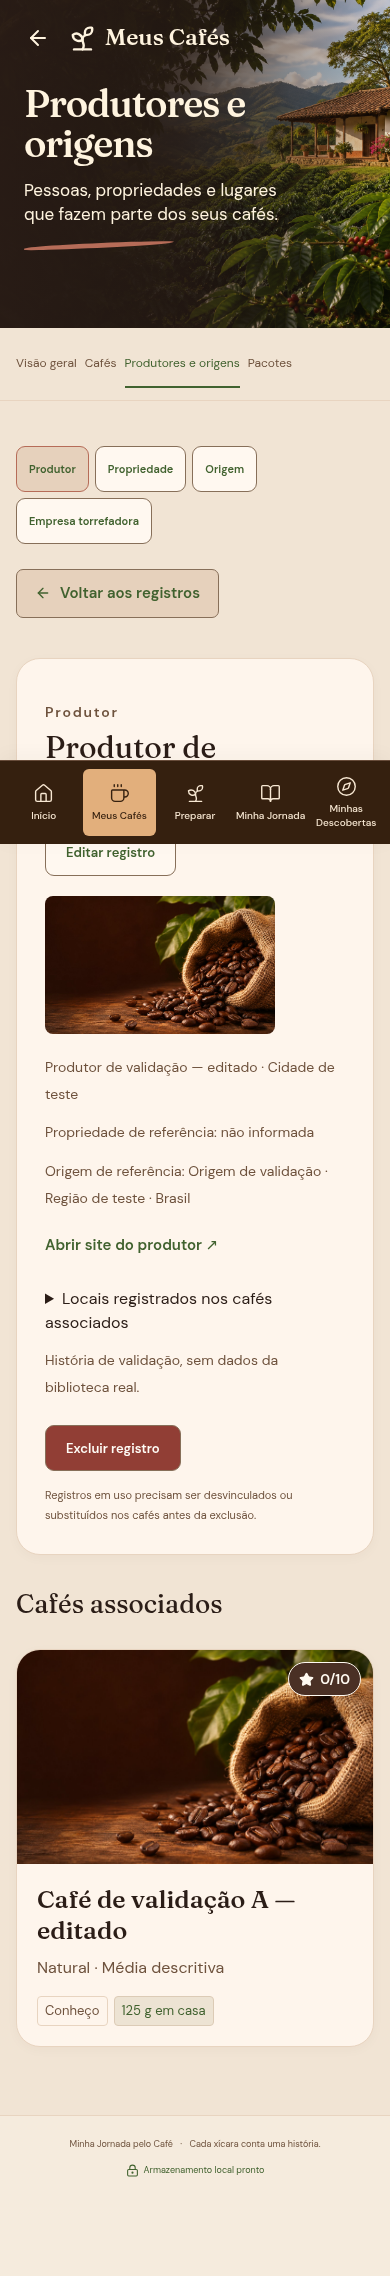 Meus Cafés
Produtores e
origens
Pessoas, propriedades e lugares
que fazem parte dos seus cafés.
Visão geral Cafés Produtores e origens Pacotes
Produtor Propriedade Origem
Empresa torrefadora
← Voltar aos registros
Produtor
Produtor de
Início Meus Cafés Preparar Minha Jornada Minhas
Descobertas
Editar registro
Produtor de validação — editado · Cidade de
teste
Propriedade de referência: não informada
Origem de referência: Origem de validação ·
Região de teste · Brasil
Abrir site do produtor ↗
▶ Locais registrados nos cafés
associados
História de validação, sem dados da
biblioteca real.
Excluir registro
Registros em uso precisam ser desvinculados ou
substituídos nos cafés antes da exclusão.
Cafés associados
0/10
Café de validação A —
editado
Natural · Média descritiva
Conheço 125 g em casa
Minha Jornada pelo Café · Cada xícara conta uma história.
Armazenamento local pronto